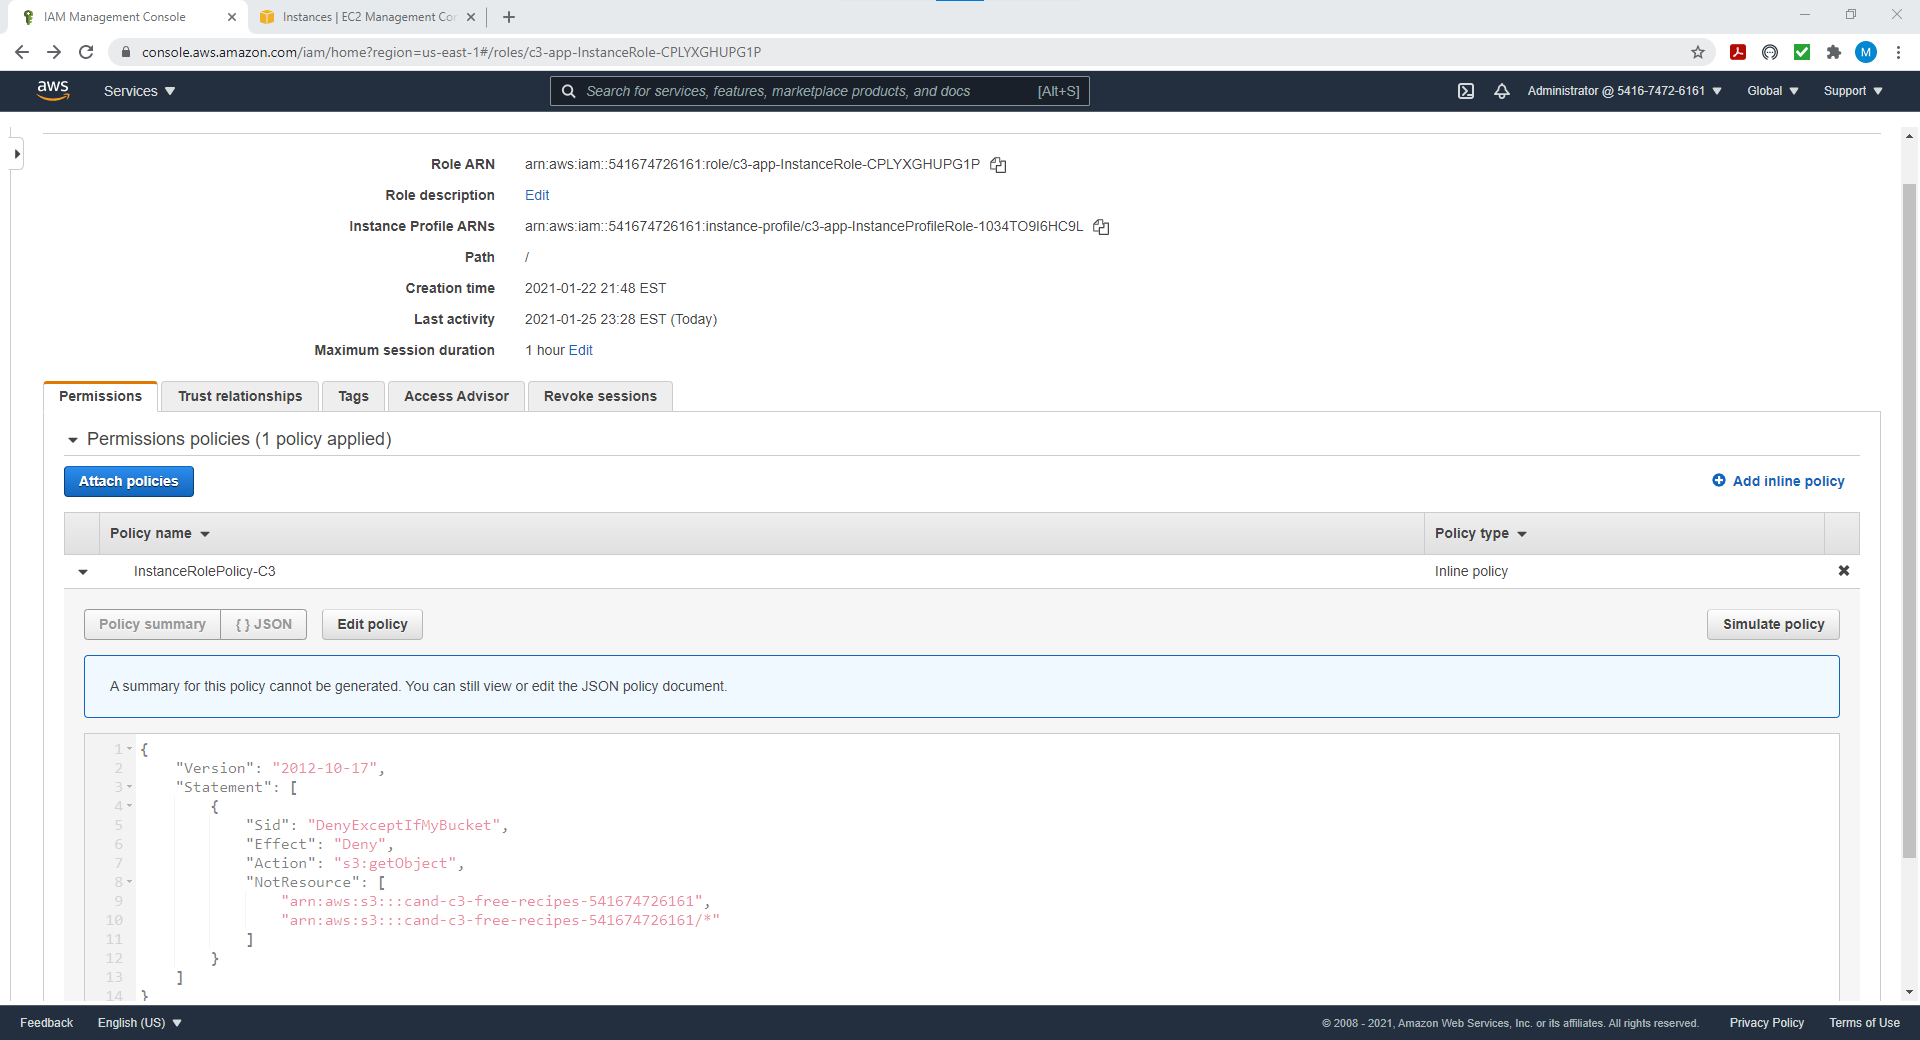 IAM Management Console
Instances | EC2 Management Con
console.aws.amazon.com/iam/home?region=us-east-1#/roles/c3-app-InstanceRole-CPLYXGHUPG1P
M
aws
Services
Search for services, features, marketplace products, and docs
[Alt+S]
Administrator @ 5416-7472-6161
Global
Support
Role ARN
arn:aws:iam::541674726161:role/c3-app-InstanceRole-CPLYXGHUPG1P
Role description
Edit
Instance Profile ARNs
arn:aws:iam::541674726161:instance-profile/c3-app-InstanceProfileRole-1034TO9I6HC9L
Path
/
Creation time
2021-01-22 21:48 EST
Last activity
2021-01-25 23:28 EST (Today)
Maximum session duration
1 hour Edit
Permissions
Trust relationships
Tags
Access Advisor
Revoke sessions
Permissions policies (1 policy applied)
Attach policies
Add inline policy
Policy name
Policy type
InstanceRolePolicy-C3
Inline policy
Policy summary
{ } JSON
Edit policy
Simulate policy
A summary for this policy cannot be generated. You can still view or edit the JSON policy document.
1 {
2 "Version": "2012-10-17",
3 "Statement": [
4 {
5 "Sid": "DenyExceptIfMyBucket",
6 "Effect": "Deny",
7 "Action": "s3:getObject",
8 "NotResource": [
9 "arn:aws:s3:::cand-c3-free-recipes-541674726161",
10 "arn:aws:s3:::cand-c3-free-recipes-541674726161/*"
11 ]
12 }
13 ]
14 }
Feedback
English (US)
© 2008 - 2021, Amazon Web Services, Inc. or its affiliates. All rights reserved.
Privacy Policy
Terms of Use